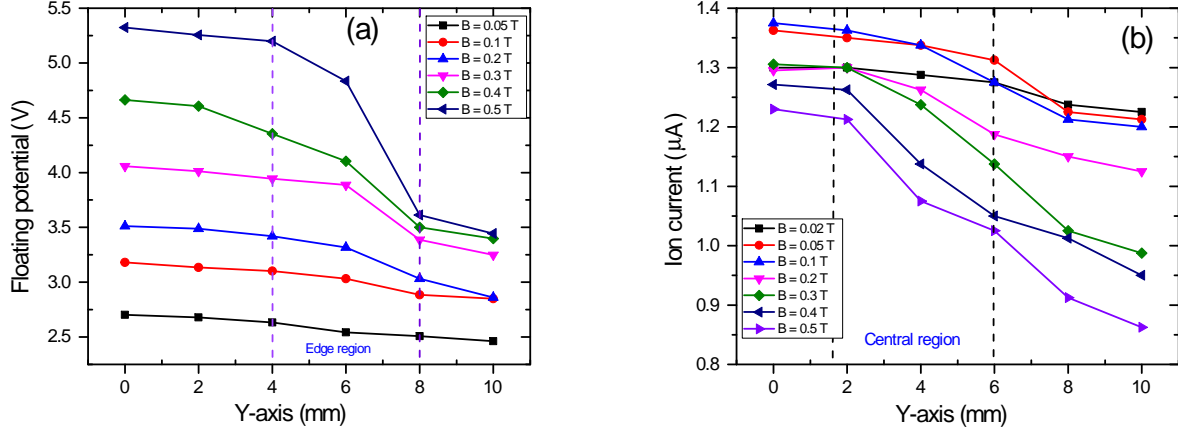 (a)
B = 0.05 T
B = 0.1 T
B = 0.2 T
B = 0.3 T
B = 0.4 T
B = 0.5 T
5.5
5.0
4.5
4.0
3.5
3.0
2.5
Floating potential (V)
Edge region
0 2 4 6 8 10
Y-axis (mm)
(b)
1.4
1.3
1.2
1.1
1.0
0.9
0.8
Ion current (μA)
B = 0.02 T
B = 0.05 T
B = 0.1 T
B = 0.2 T
B = 0.3 T
B = 0.4 T
B = 0.5 T
Central region
0 2 4 6 8 10
Y-axis (mm)